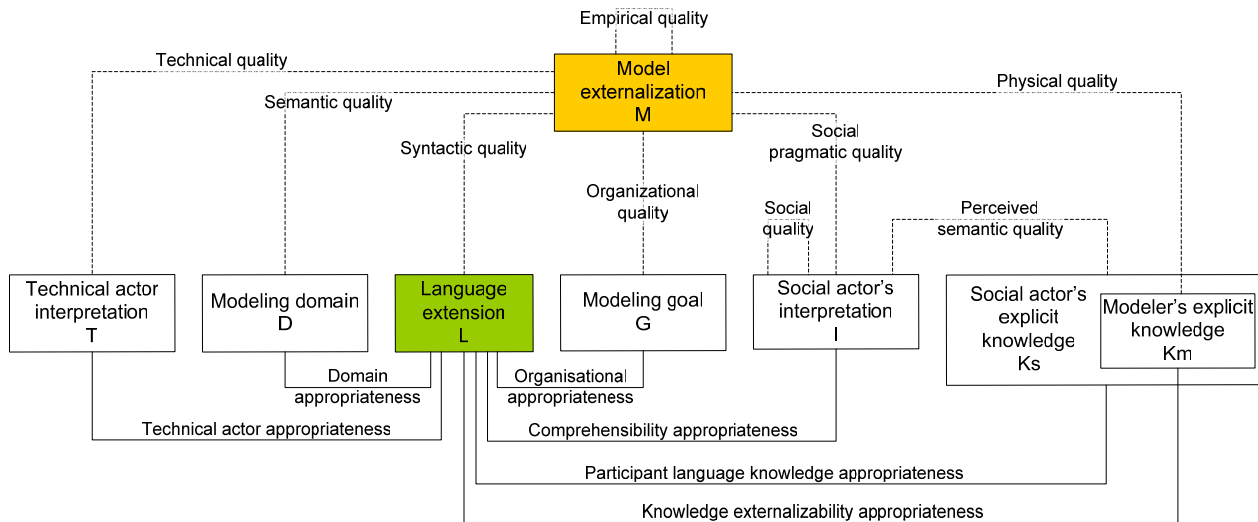 Empirical quality
Technical quality
Model
externalization
M
Physical quality
Semantic quality
Syntactic quality
Social
pragmatic quality
Organizational
quality
Social
quality
Perceived
semantic quality
Technical actor
interpretation
T
Modeling domain
D
Language
extension
L
Modeling goal
G
Social actor's
interpretation
I
Social actor's
explicit
knowledge
Ks
Modeler's explicit
knowledge
Km
Domain
appropriateness
Organisational
appropriateness
Technical actor appropriateness
Comprehensibility appropriateness
Participant language knowledge appropriateness
Knowledge externalizability appropriateness